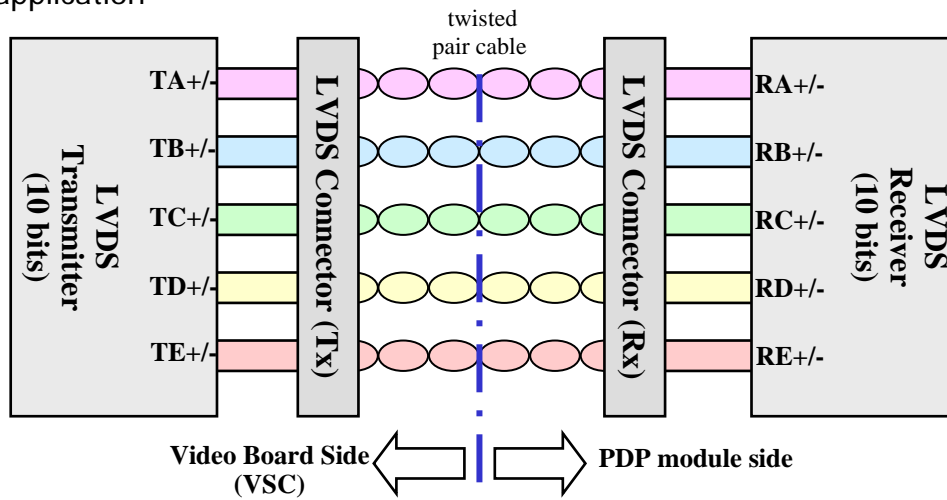 application
twisted
pair cable
LVDS
Transmitter
(10 bits)
TA+/-
TB+/-
TC+/-
TD+/-
TE+/-
LVDS Connector (Tx)
LVDS Connector (Rx)
RA+/-
RB+/-
RC+/-
RD+/-
RE+/-
LVDS
Receiver
(10 bits)
Video Board Side
(VSC)
PDP module side